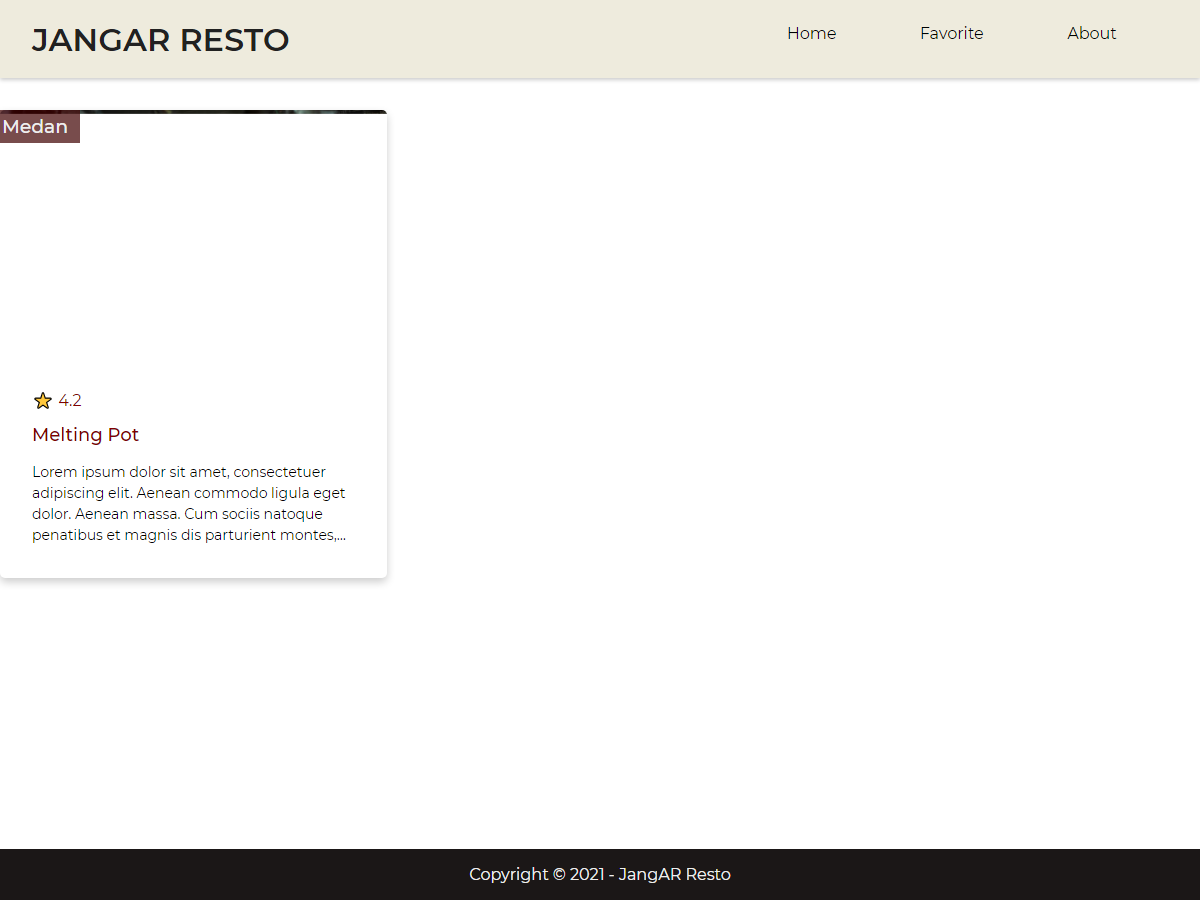 JANGAR RESTO
Home
Favorite
About
Medan
4.2
Melting Pot
Lorem ipsum dolor sit amet, consectetuer
adipiscing elit. Aenean commodo ligula eget
dolor. Aenean massa. Cum sociis natoque
penatibus et magnis dis parturient montes,...
Copyright © 2021 - JangAR Resto